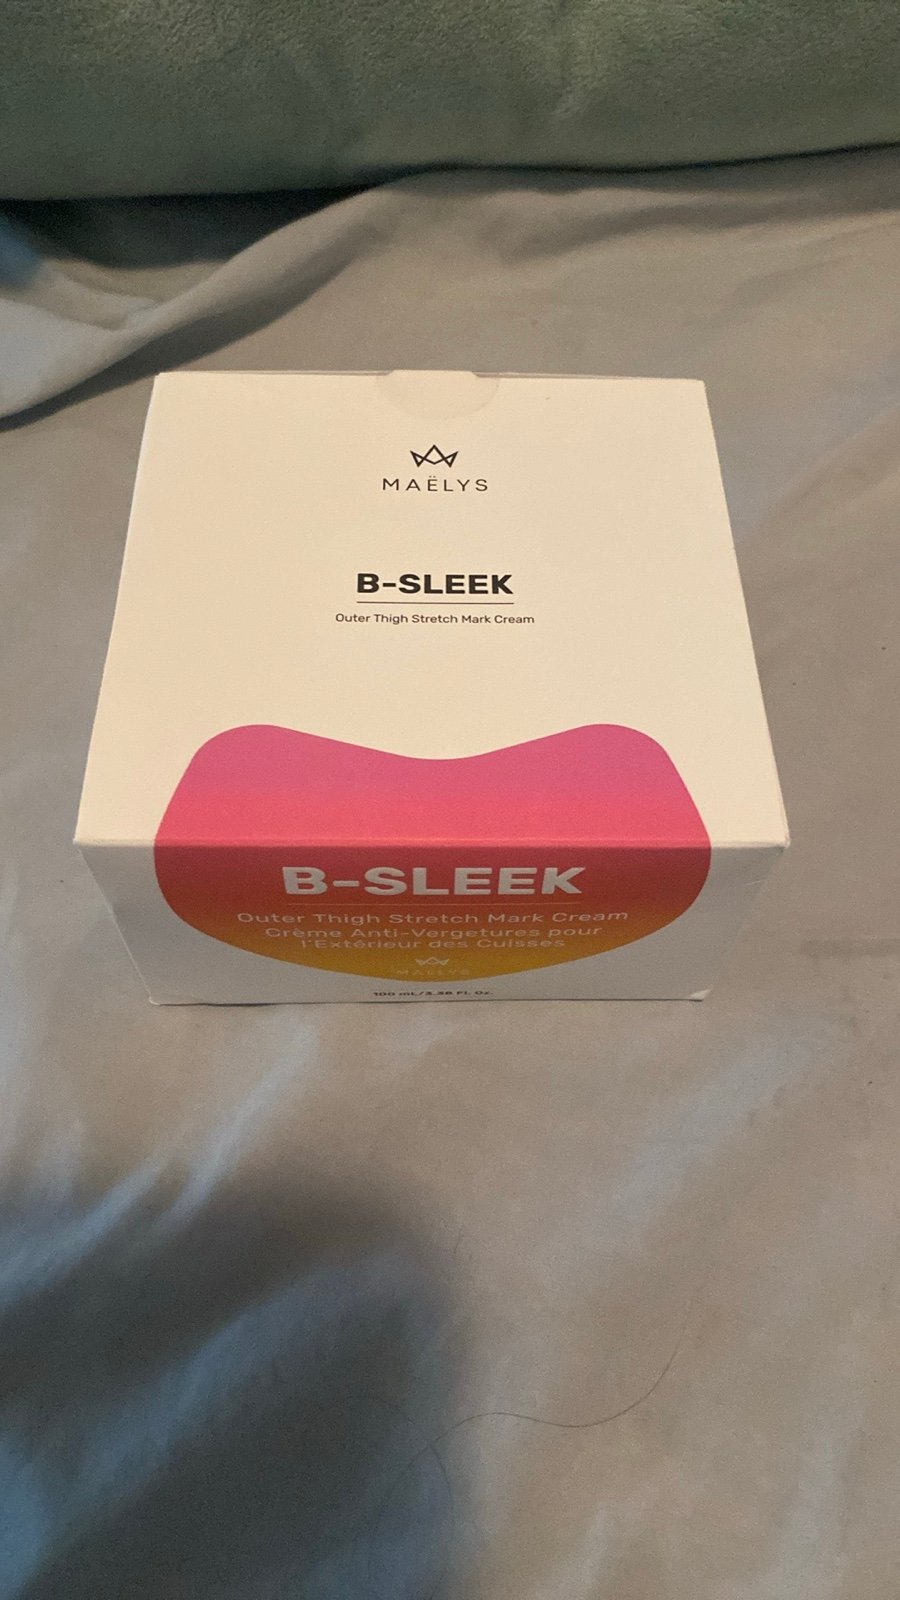 MAËLYS
B-SLEEK
Outer Thigh Stretch Mark Cream
B-SLEEK
Outer Thigh Stretch Mark Cream
Crème Anti-Vergetures pour
l'Extérieur des Cuisses
MAËLYS
100 mL/3.38 Fl. Oz.